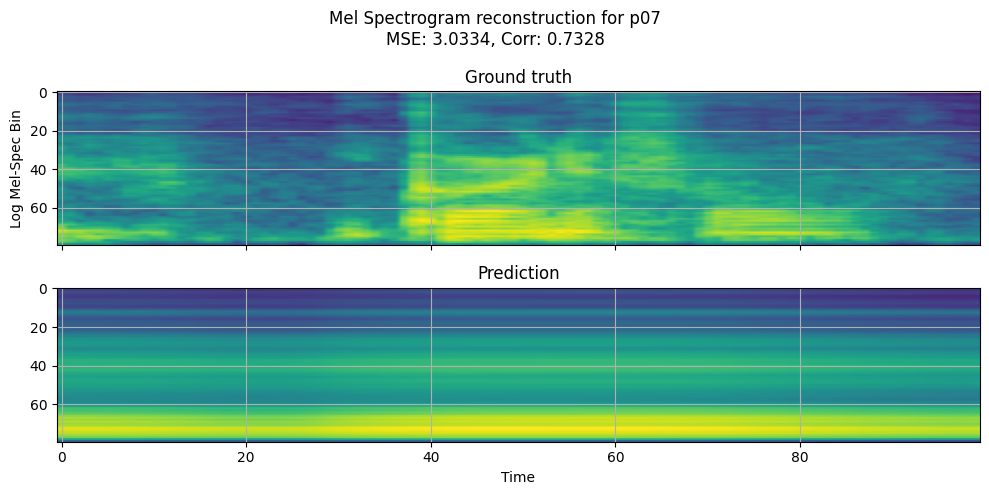 Mel Spectrogram reconstruction for p07
MSE: 3.0334, Corr: 0.7328
Ground truth
0
20
40
60
Log Mel-Spec Bin
Prediction
0
20
40
60
0 20 40 60 80
Time